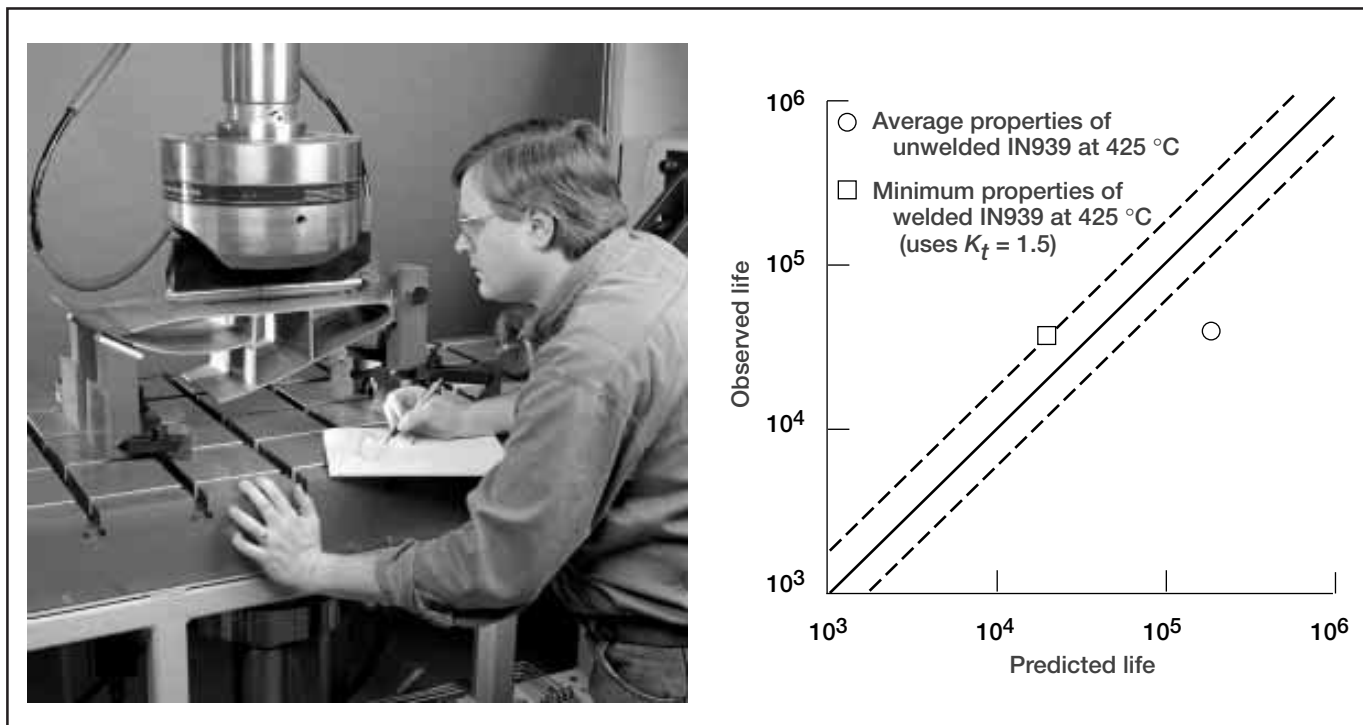 10⁶
Average properties of
unwelded IN939 at 425 °C
Minimum properties of
welded IN939 at 425 °C
(uses Kₜ = 1.5)
10⁵
10⁴
10³
Observed life
10³ 10⁴ 10⁵ 10⁶
Predicted life